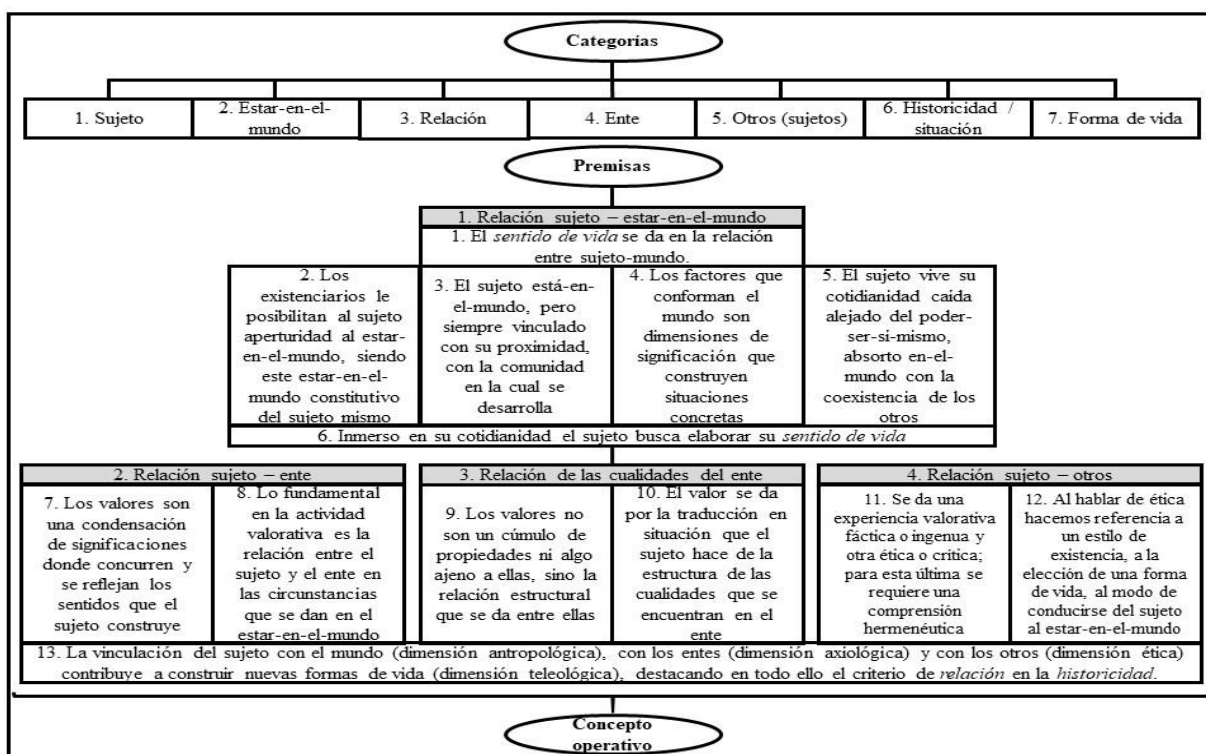 Categorías
1. Sujeto
2. Estar-en-el-
mundo
3. Relación
4. Ente
5. Otros (sujetos)
6. Historicidad /
situación
7. Forma de vida
Premisas
1. Relación sujeto – estar-en-el-mundo
1. El sentido de vida se da en la relación
entre sujeto-mundo.
2. Los
existenciarios le
posibilitan al sujeto
aperturidad al estar-
en-el-mundo, siendo
este estar-en-el-
mundo constitutivo
del sujeto mismo
3. El sujeto está-en-
el-mundo, pero
siempre vinculado
con su proximidad,
con la comunidad
en la cual se
desarrolla
4. Los factores que
conforman el
mundo son
dimensiones de
significación que
construyen
situaciones
concretas
5. El sujeto vive su
cotidianidad caída
alejado del poder-
ser-sí-mismo,
absorto en-el-
mundo con la
coexistencia de los
otros
6. Inmerso en su cotidianidad el sujeto busca elaborar su sentido de vida
2. Relación sujeto – ente
7. Los valores son
una condensación
de significaciones
donde concurren y
se reflejan los
sentidos que el
sujeto construye
8. Lo fundamental
en la actividad
valorativa es la
relación entre el
sujeto y el ente en
las circunstancias
que se dan en el
estar-en-el-mundo
3. Relación de las cualidades del ente
9. Los valores no
son un cúmulo de
propiedades ni algo
ajeno a ellas, sino la
relación estructural
que se da entre ellas
10. El valor se da
por la traducción en
situación que el
sujeto hace de la
estructura de las
cualidades que se
encuentran en el
ente
4. Relación sujeto – otros
11. Se da una
experiencia valorativa
fáctica o ingenua y
otra ética o crítica;
para esta última se
requiere una
comprensión
hermenéutica
12. Al hablar de ética
hacemos referencia a
un estilo de
existencia, a la
elección de una forma
de vida, al modo de
conducirse del sujeto
al estar-en-el-mundo
13. La vinculación del sujeto con el mundo (dimensión antropológica), con los entes (dimensión axiológica) y con los otros (dimensión ética)
contribuye a construir nuevas formas de vida (dimensión teleológica), destacando en todo ello el criterio de relación en la historicidad.
Concepto
operativo